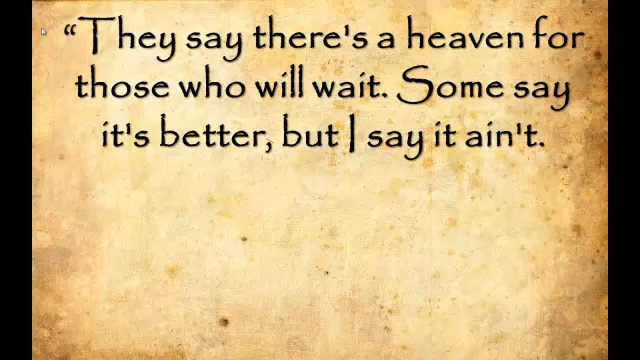 “They say there's a heaven for
those who will wait. Some say
it's better, but I say it ain't.